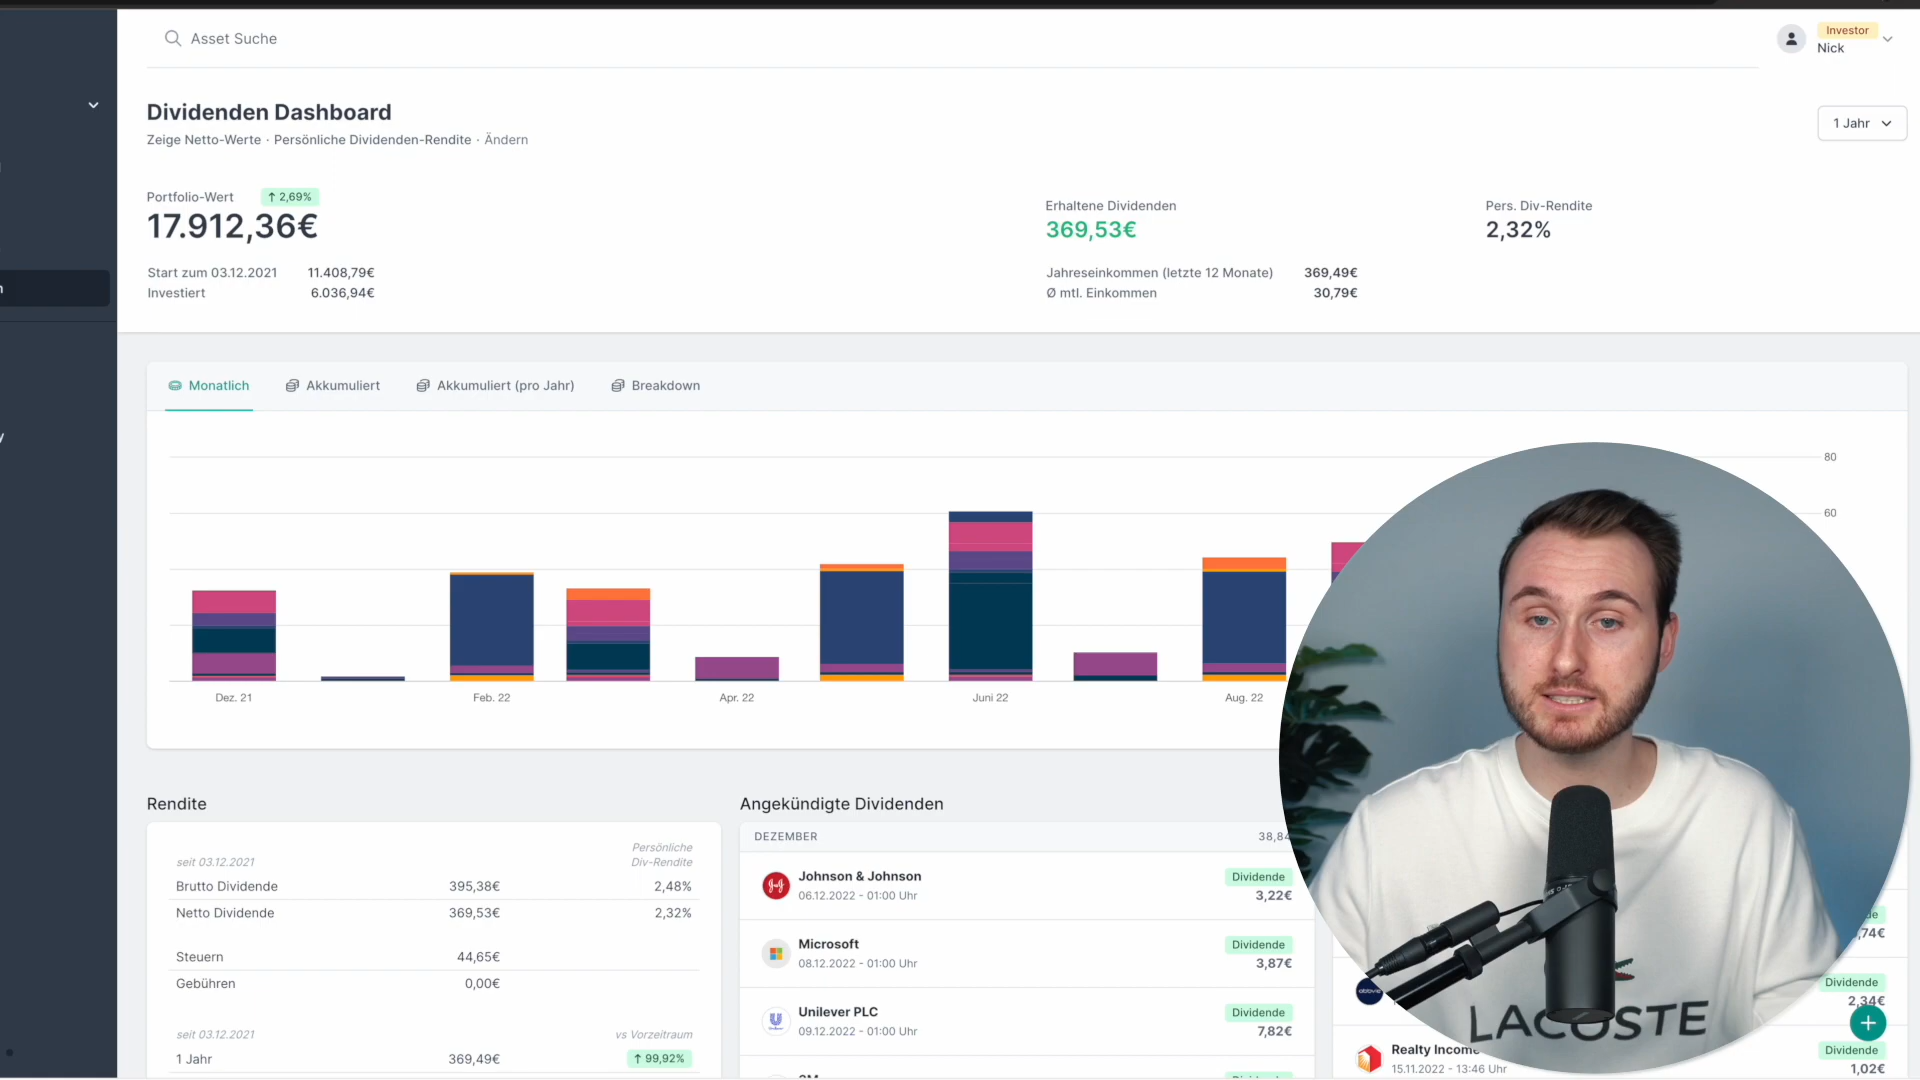 Asset Suche
Investor
Nick
Dividenden Dashboard
Zeige Netto-Werte · Persönliche Dividenden-Rendite · Ändern
1 Jahr
Portfolio-Wert
↑ 2,69%
17.912,36€
Start zum 03.12.2021 11.408,79€
Investiert 6.036,94€
Erhaltene Dividenden
369,53€
Jahreseinkommen (letzte 12 Monate) 369,49€
Ø mtl. Einkommen 30,79€
Pers. Div-Rendite
2,32%
Monatlich
Akkumuliert
Akkumuliert (pro Jahr)
Breakdown
80
60
Dez. 21
Feb. 22
Apr. 22
Juni 22
Aug. 22
Rendite
seit 03.12.2021
Persönliche
Div-Rendite
Brutto Dividende 395,38€ 2,48%
Netto Dividende 369,53€ 2,32%
Steuern 44,65€
Gebühren 0,00€
seit 03.12.2021 vs Vorzeitraum
1 Jahr 369,49€ ↑ 99,92%
Angekündigte Dividenden
DEZEMBER 38,84
Johnson & Johnson
06.12.2022 - 01:00 Uhr
Dividende
3,22€
Microsoft
08.12.2022 - 01:00 Uhr
Dividende
3,87€
Unilever PLC
09.12.2022 - 01:00 Uhr
Dividende
7,82€
,74€
abbvie
Dividende
2,34€
Realty Income
15.11.2022 - 13:46 Uhr
Dividende
1,02€
LACOSTE